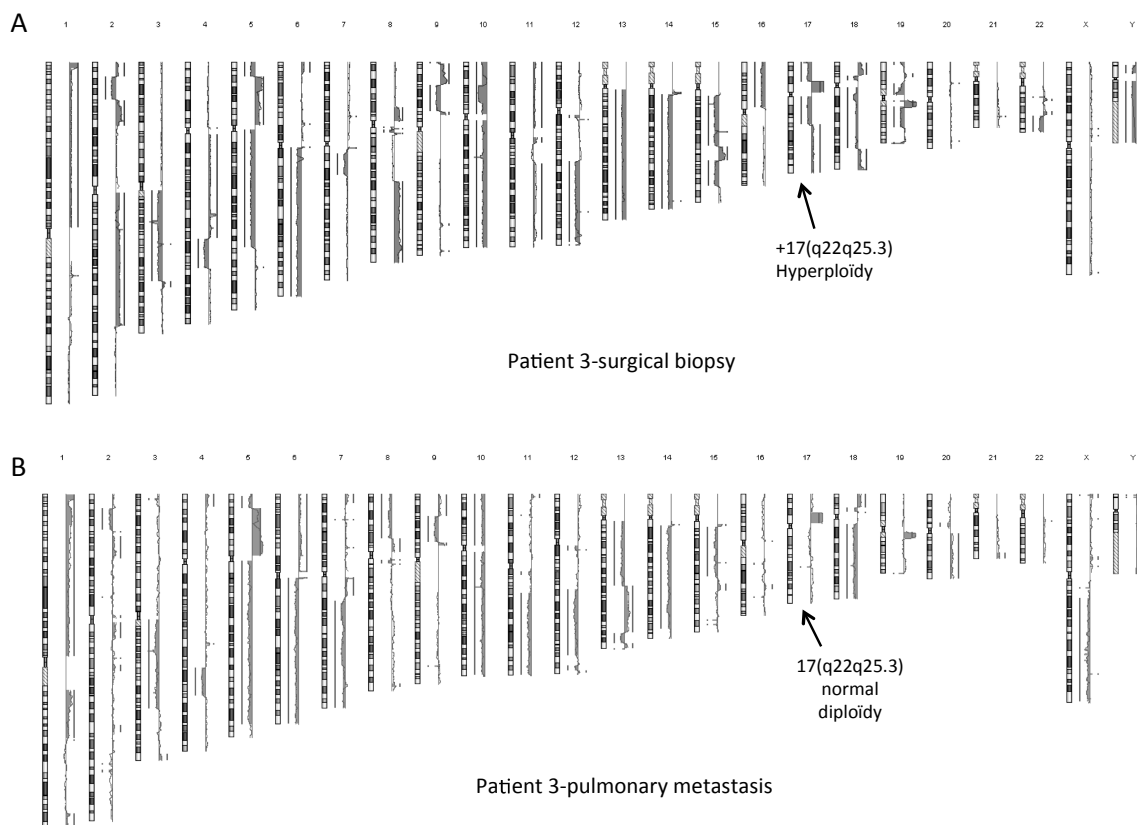 A
1 2 3 4 5 6 7 8 9 10 11 12 13 14 15 16 17 18 19 20 21 22 X Y
+17(q22q25.3)
Hyperploïdy
Patient 3-surgical biopsy
B
1 2 3 4 5 6 7 8 9 10 11 12 13 14 15 16 17 18 19 20 21 22 X Y
17(q22q25.3)
normal
diploïdy
Patient 3-pulmonary metastasis